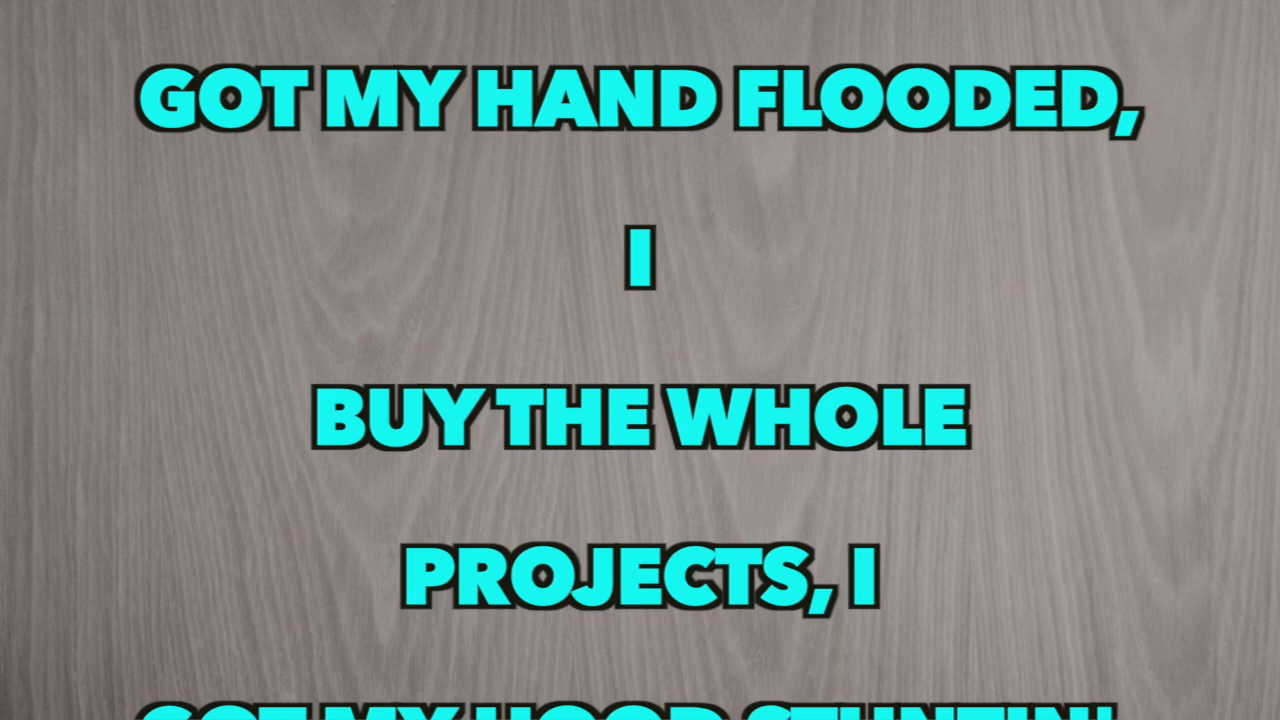 GOT MY HAND FLOODED,
I
BUY THE WHOLE
PROJECTS, I
GOT MY HOOD STUNTIN'